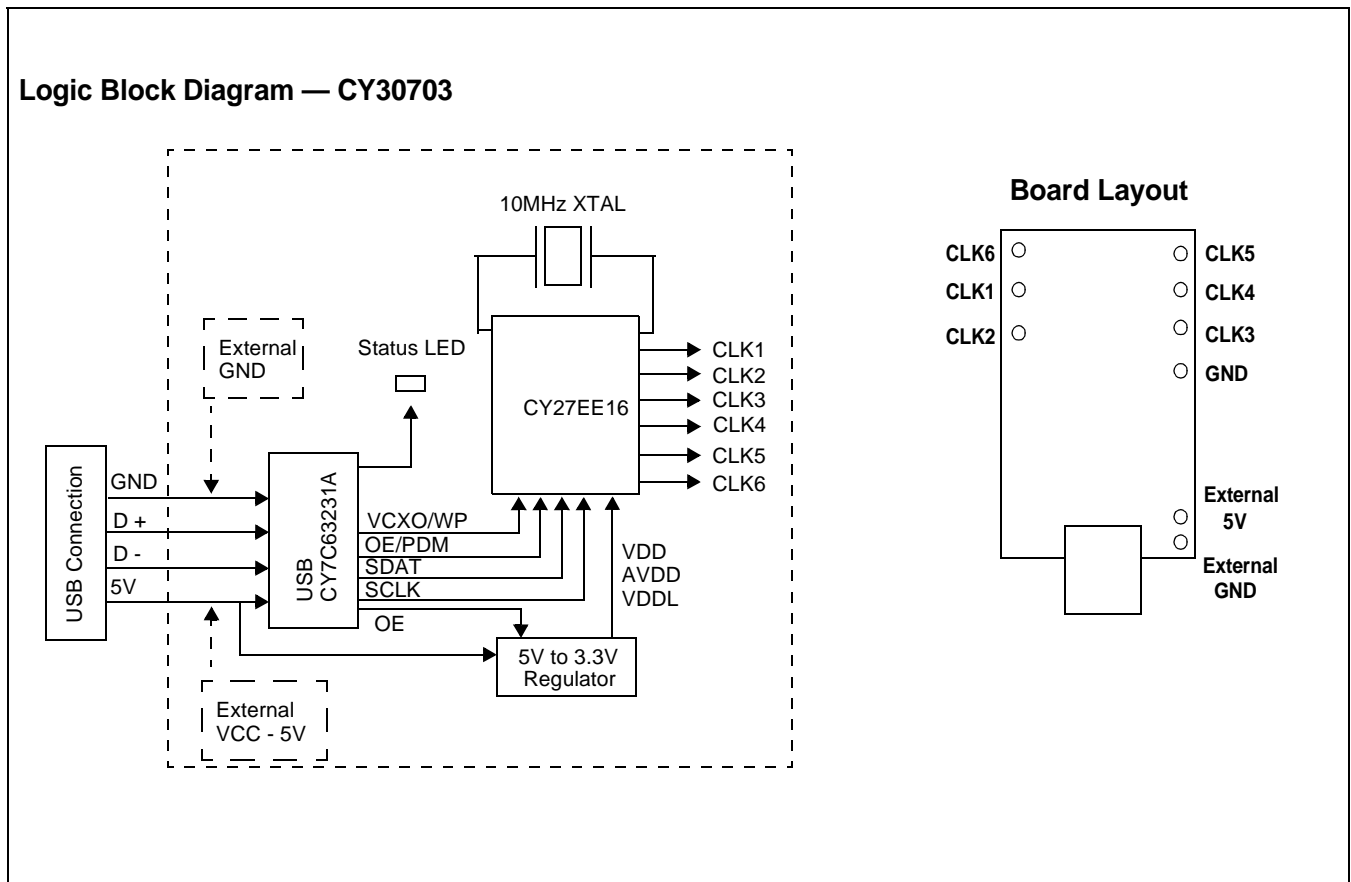 Logic Block Diagram — CY30703
10MHz XTAL
External
GND
Status LED
CY27EE16
CLK1
CLK2
CLK3
CLK4
CLK5
CLK6
USB Connection
GND
D +
D -
5V
USB
CY7C63231A
VCXO/WP
OE/PDM
SDAT
SCLK
OE
VDD
AVDD
VDDL
5V to 3.3V
Regulator
External
VCC - 5V
Board Layout
CLK6
CLK1
CLK2
CLK5
CLK4
CLK3
GND
External
5V
External
GND